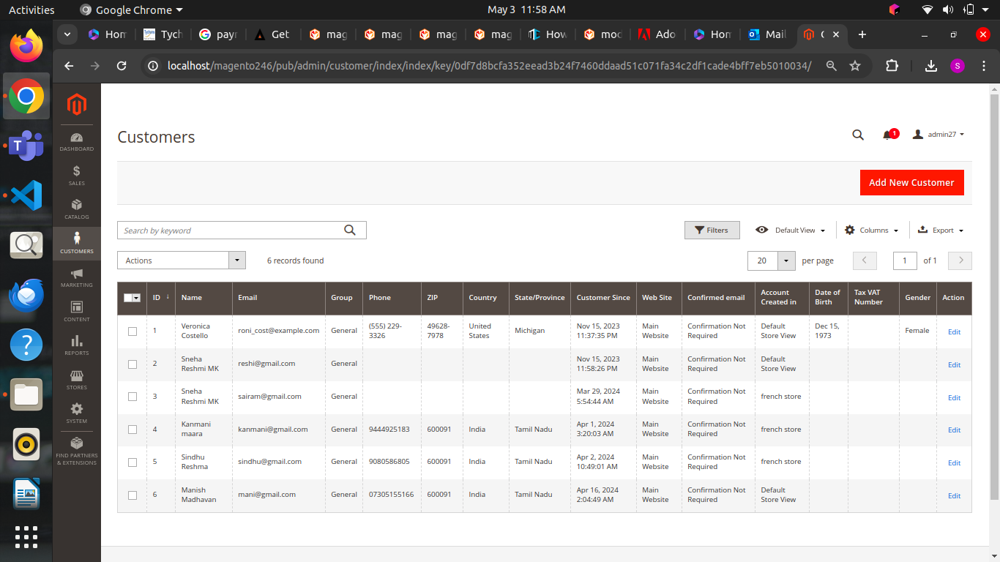 Activities
Google Chrome
May 3 11:58 AM
Hom
Tych
payr
Get
mag
mag
mag
mag
How
mod
Ado
Hom
Mail
localhost/magento246/pub/admin/customer/index/index/key/0df7d8bcfa352eead3b24f7460ddaad51c071fa34c2df1cade4bff7eb5010034/
S
DASHBOARD
SALES
CATALOG
CUSTOMERS
MARKETING
CONTENT
REPORTS
STORES
SYSTEM
FIND PARTNERS
& EXTENSIONS
Customers
1
admin27
Add New Customer
Search by keyword
Filters
Default View
Columns
Export
Actions
6 records found
20
per page
1
of 1
ID ↓ Name Email Group Phone ZIP Country State/Province Customer Since Web Site Confirmed email Account Created in Date of Birth Tax VAT Number Gender Action
1 Veronica Costello roni_cost@example.com General (555) 229-3326 49628-7978 United States Michigan Nov 15, 2023 11:37:35 PM Main Website Confirmation Not Required Default Store View Dec 15, 1973 Female Edit
2 Sneha Reshmi MK reshi@gmail.com General Nov 15, 2023 11:58:26 PM Main Website Confirmation Not Required Default Store View Edit
3 Sneha Reshmi MK sairam@gmail.com General Mar 29, 2024 5:54:44 AM Main Website Confirmation Not Required french store Edit
4 Kanmani maara kanmani@gmail.com General 9444925183 600091 India Tamil Nadu Apr 1, 2024 3:20:03 AM Main Website Confirmation Not Required french store Edit
5 Sindhu Reshma sindhu@gmail.com General 9080586805 600091 India Tamil Nadu Apr 2, 2024 10:49:01 AM Main Website Confirmation Not Required french store Edit
6 Manish Madhavan mani@gmail.com General 07305155166 600091 India Tamil Nadu Apr 16, 2024 2:04:49 AM Main Website Confirmation Not Required Default Store View Edit